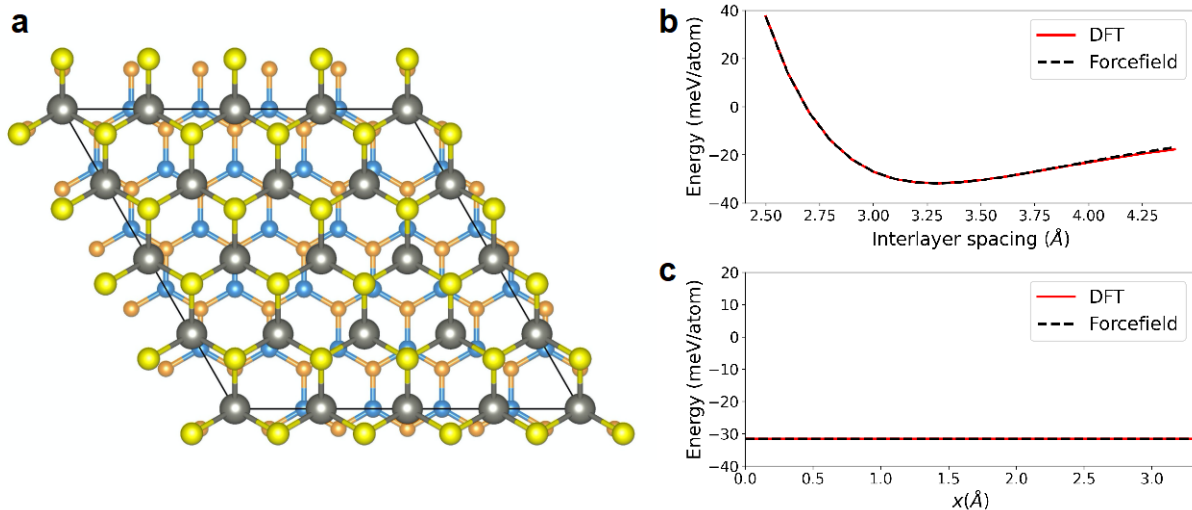 a
b
Energy (meV/atom)
40
20
0
−20
−40
DFT
Forcefield
2.50 2.75 3.00 3.25 3.50 3.75 4.00 4.25
Interlayer spacing (Å)
c
Energy (meV/atom)
20
10
0
−10
−20
−30
−40
DFT
Forcefield
0.0 0.5 1.0 1.5 2.0 2.5 3.0
x(Å)